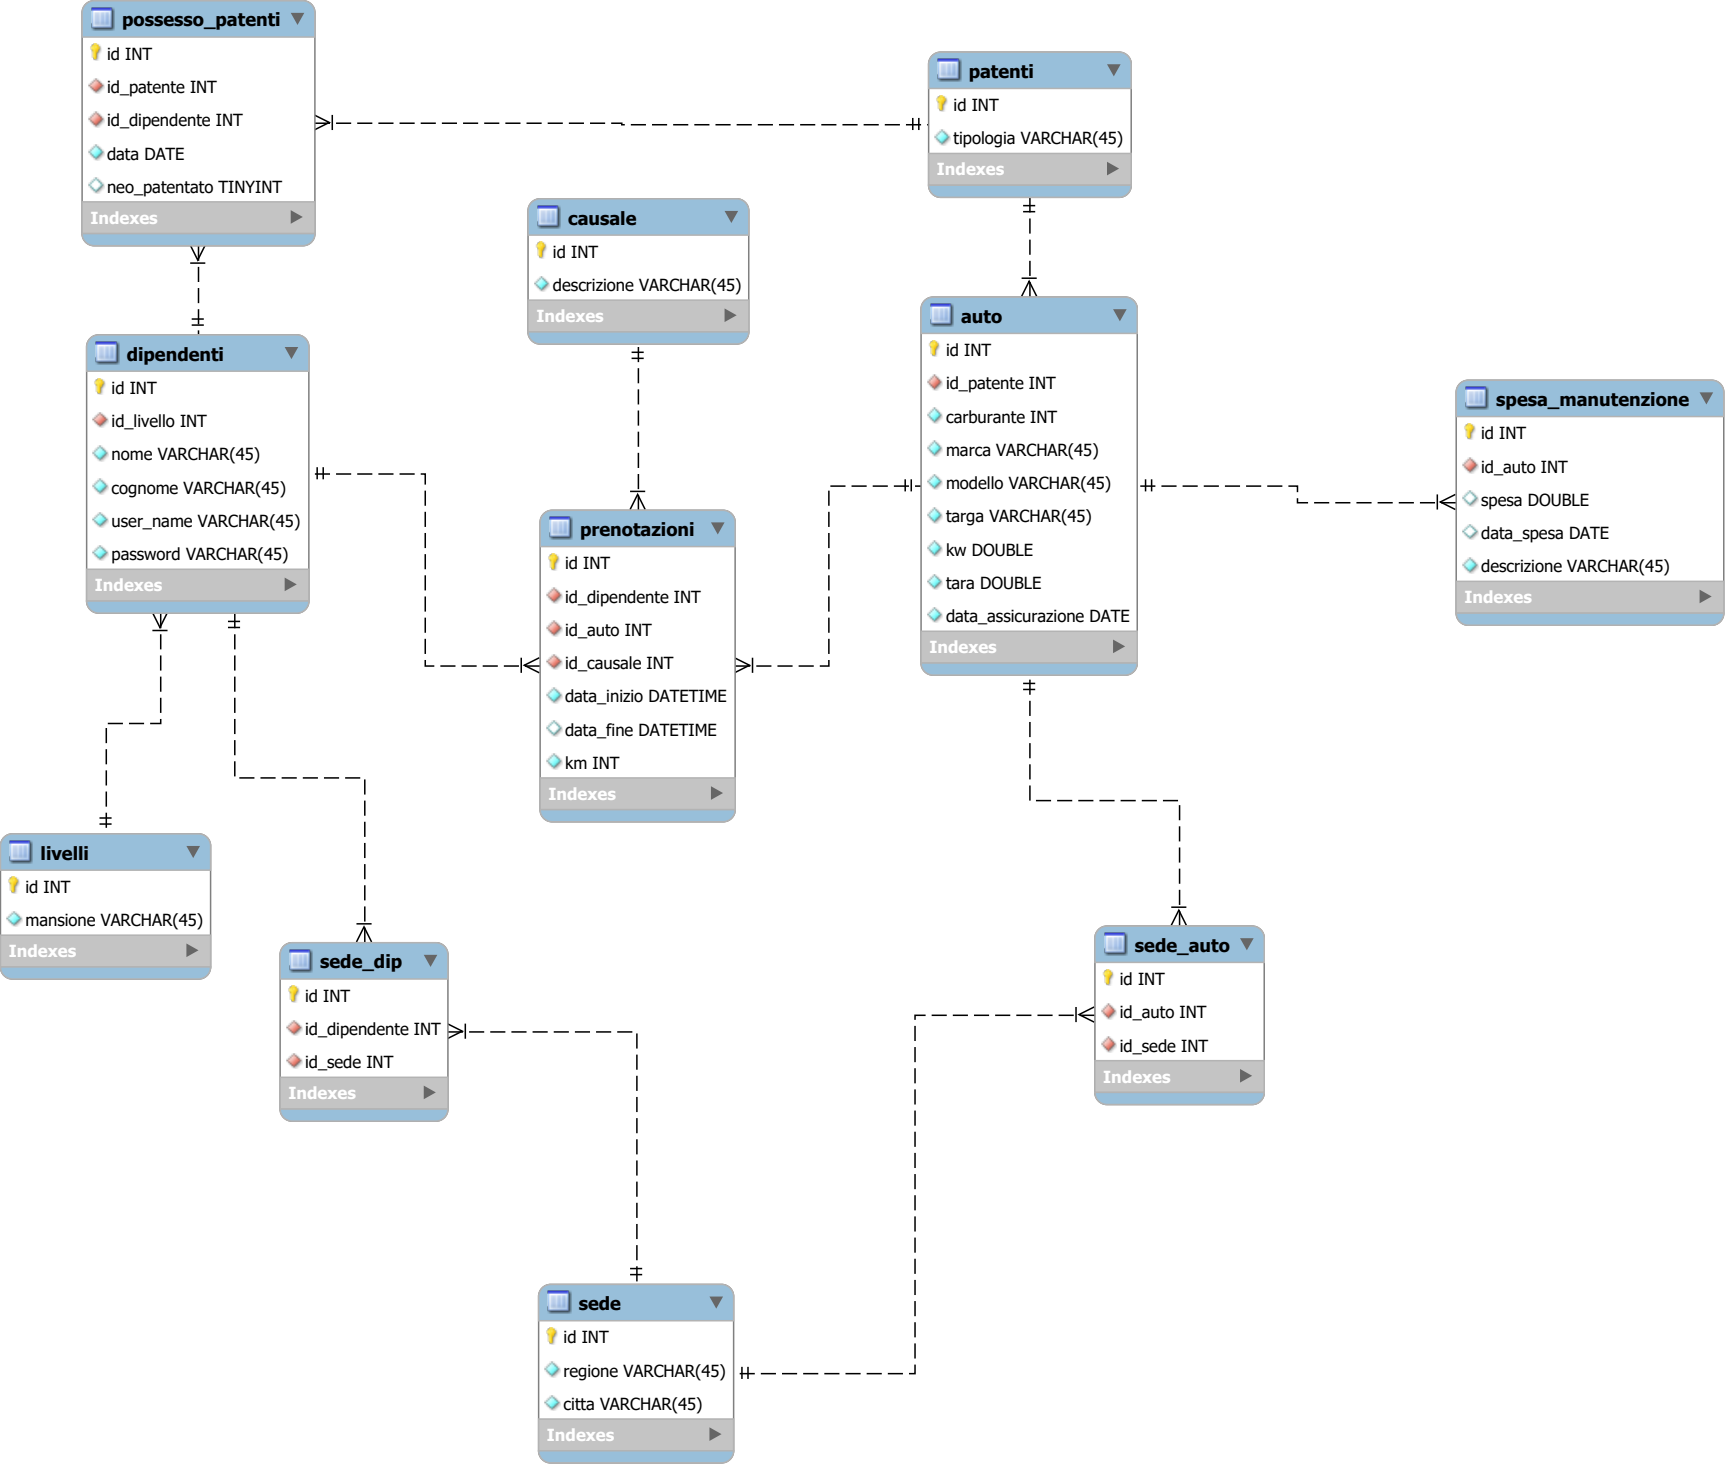 possesso_patenti
id INT
id_patente INT
id_dipendente INT
data DATE
neo_patentato TINYINT
Indexes
patenti
id INT
tipologia VARCHAR(45)
Indexes
causale
id INT
descrizione VARCHAR(45)
Indexes
dipendenti
id INT
id_livello INT
nome VARCHAR(45)
cognome VARCHAR(45)
user_name VARCHAR(45)
password VARCHAR(45)
Indexes
auto
id INT
id_patente INT
carburante INT
marca VARCHAR(45)
modello VARCHAR(45)
targa VARCHAR(45)
kw DOUBLE
tara DOUBLE
data_assicurazione DATE
Indexes
spesa_manutenzione
id INT
id_auto INT
spesa DOUBLE
data_spesa DATE
descrizione VARCHAR(45)
Indexes
prenotazioni
id INT
id_dipendente INT
id_auto INT
id_causale INT
data_inizio DATETIME
data_fine DATETIME
km INT
Indexes
livelli
id INT
mansione VARCHAR(45)
Indexes
sede_dip
id INT
id_dipendente INT
id_sede INT
Indexes
sede_auto
id INT
id_auto INT
id_sede INT
Indexes
sede
id INT
regione VARCHAR(45)
citta VARCHAR(45)
Indexes